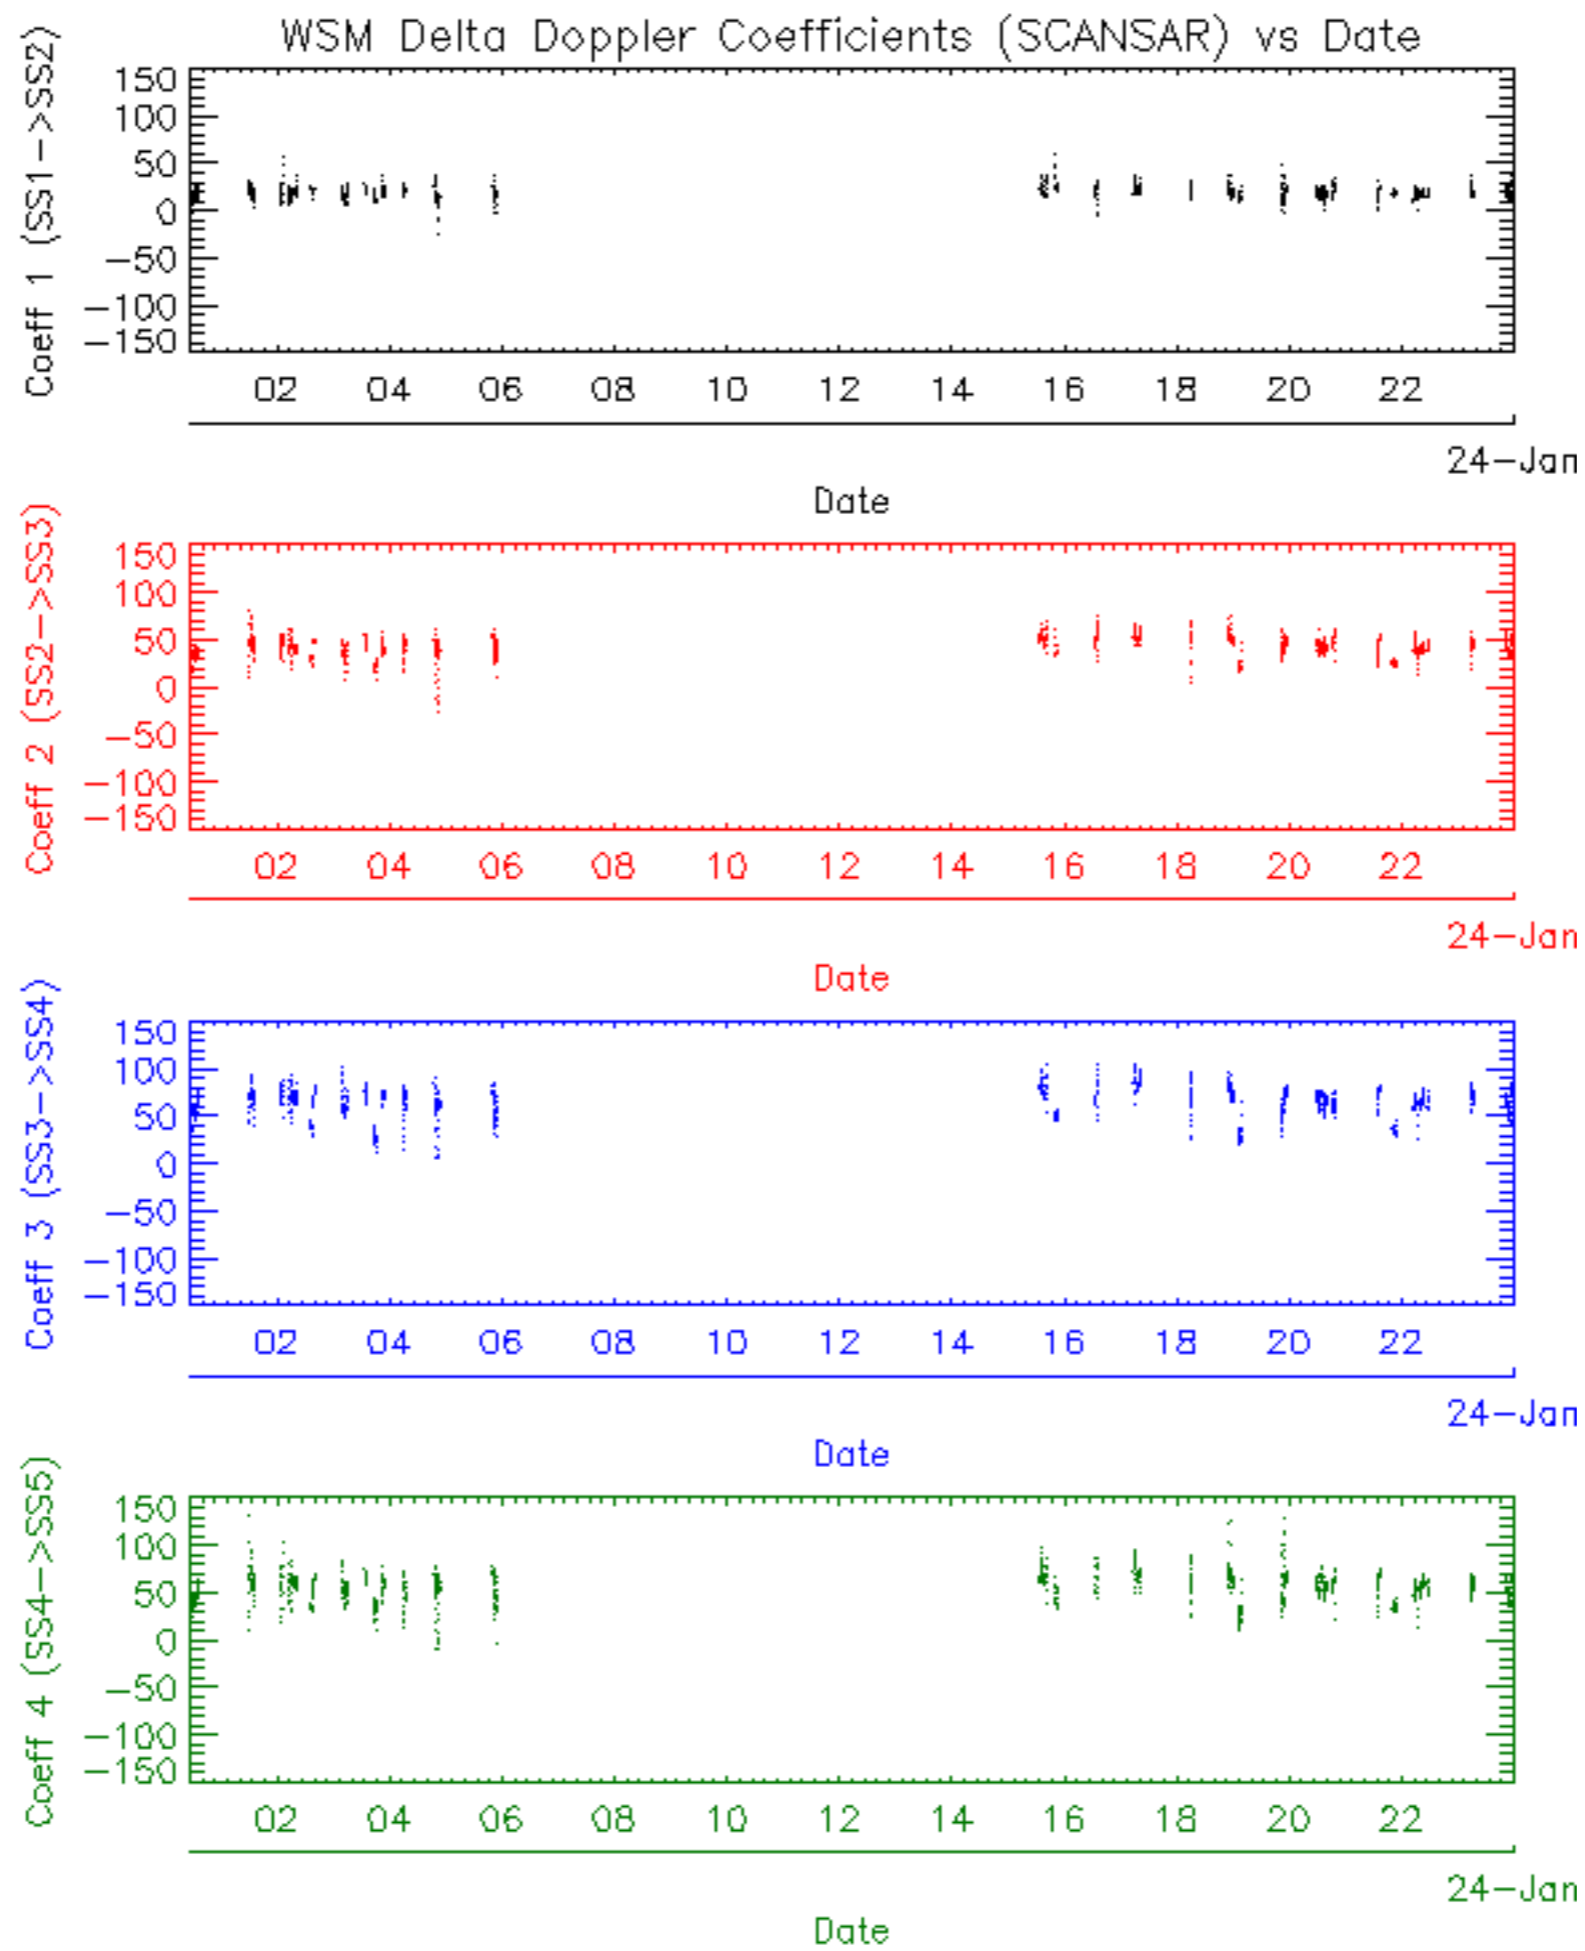 WSM Delta Doppler Coefficients (SCANSAR) vs Date
Coeff 1 (SS1->SS2)
150
100
50
0
-50
-100
-150
02 04 06 08 10 12 14 16 18 20 22
24-Jan
Date
Coeff 2 (SS2->SS3)
150
100
50
0
-50
-100
-150
02 04 06 08 10 12 14 16 18 20 22
24-Jan
Date
Coeff 3 (SS3->SS4)
150
100
50
0
-50
-100
-150
02 04 06 08 10 12 14 16 18 20 22
24-Jan
Date
Coeff 4 (SS4->SS5)
150
100
50
0
-50
-100
-150
02 04 06 08 10 12 14 16 18 20 22
24-Jan
Date